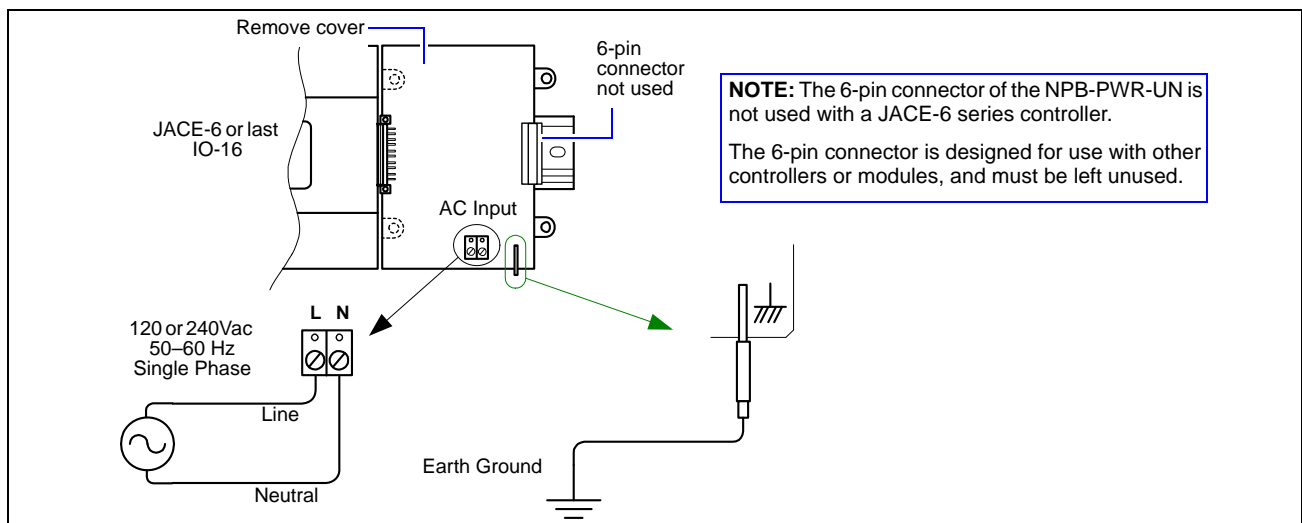 Remove cover
6-pin
connector
not used
JACE-6 or last
IO-16
AC Input
NOTE: The 6-pin connector of the NPB-PWR-UN is
not used with a JACE-6 series controller.
The 6-pin connector is designed for use with other
controllers or modules, and must be left unused.
L N
120 or 240Vac
50–60 Hz
Single Phase
Line
Neutral
Earth Ground